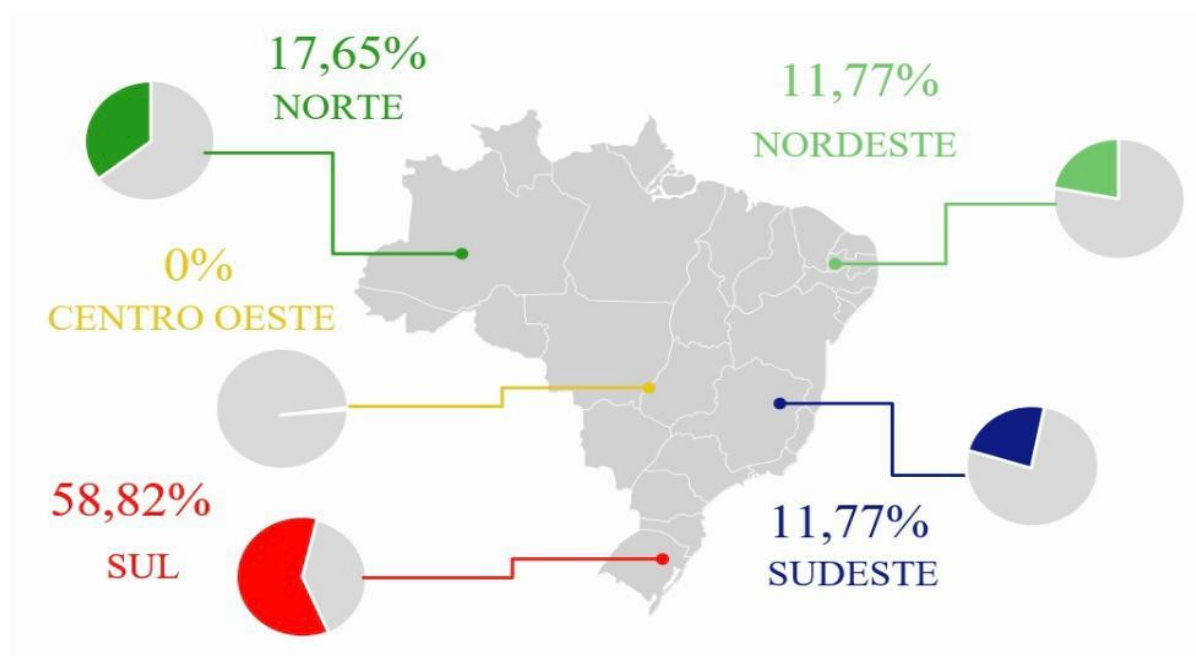 17,65%
NORTE
11,77%
NORDESTE
0%
CENTRO OESTE
58,82%
SUL
11,77%
SUDESTE